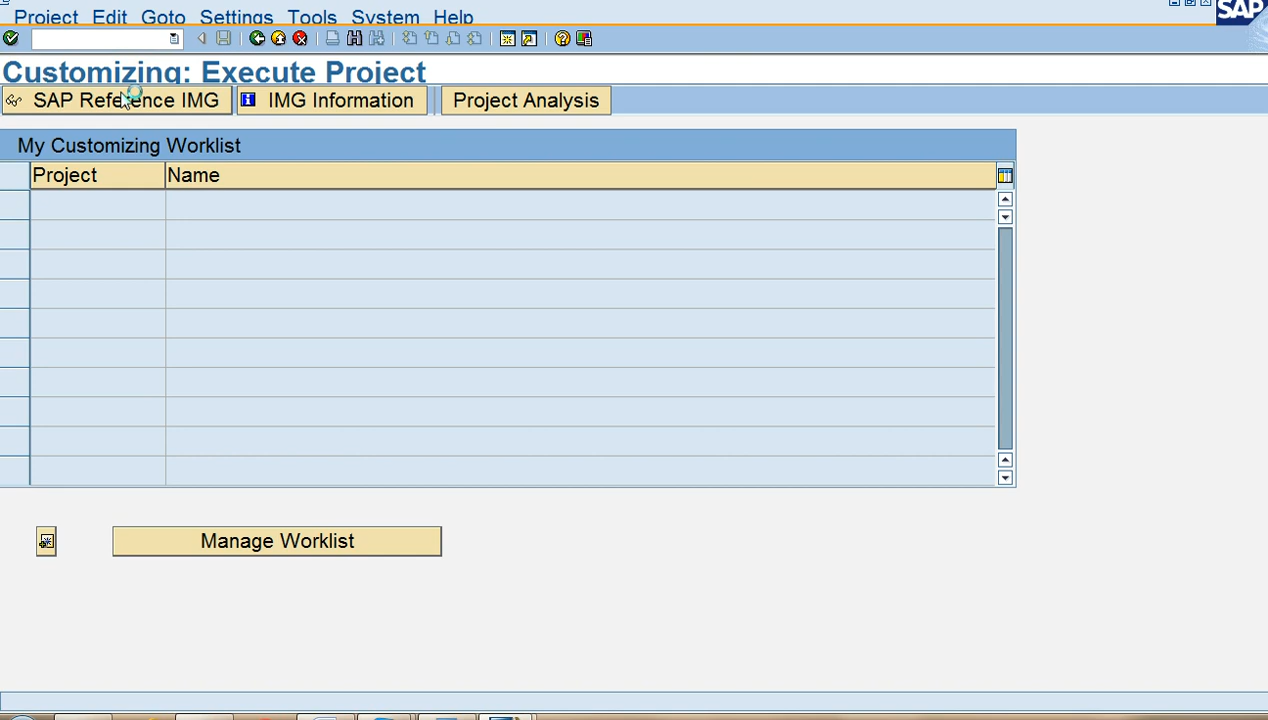 Project Edit Goto Settings Tools System Help
SAP
Customizing: Execute Project
SAP Reference IMG IMG Information Project Analysis
My Customizing Worklist
Project Name
Manage Worklist